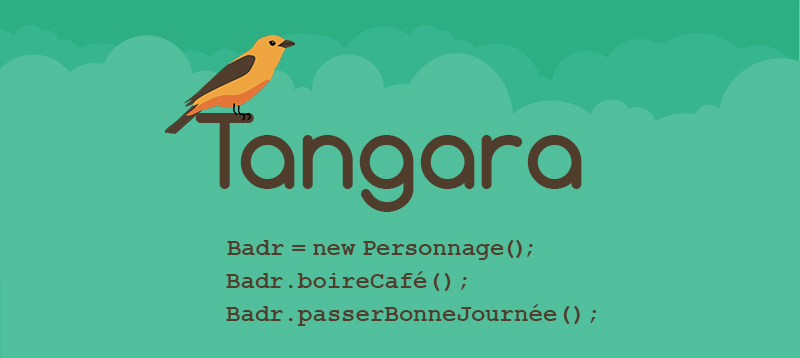 Tangara
Badr = new Personnage();
Badr.boireCafé();
Badr.passerBonneJournée();